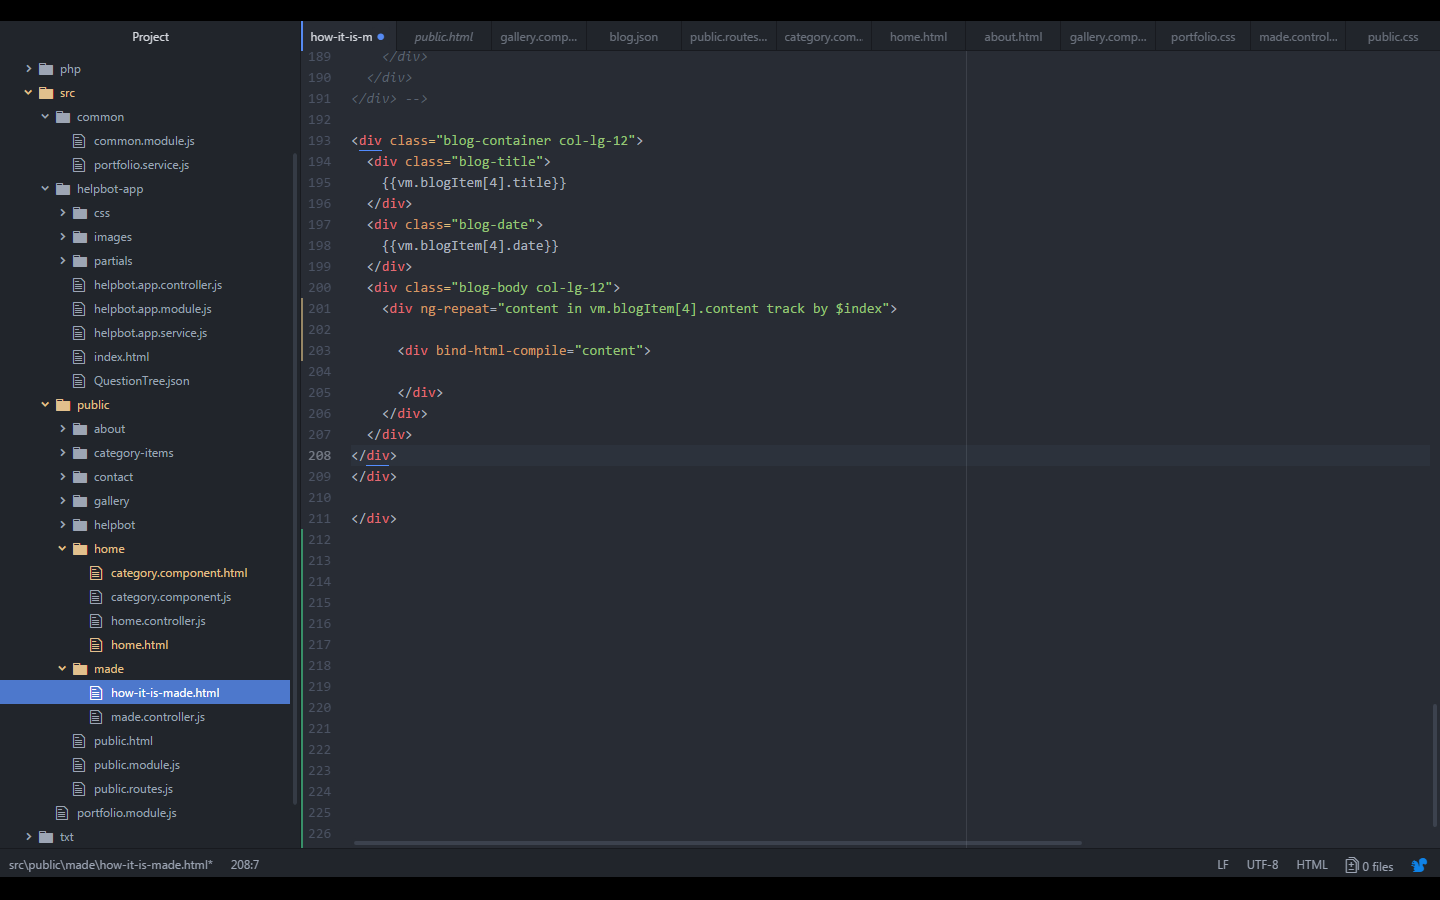 Project
how-it-is-m
public.html
gallery.comp...
blog.json
public.routes...
category.com...
home.html
about.html
gallery.comp...
portfolio.css
made.control...
public.css
php
src
common
common.module.js
portfolio.service.js
helpbot-app
css
images
partials
helpbot.app.controller.js
helpbot.app.module.js
helpbot.app.service.js
index.html
QuestionTree.json
public
about
category-items
contact
gallery
helpbot
home
category.component.html
category.component.js
home.controller.js
home.html
made
how-it-is-made.html
made.controller.js
public.html
public.module.js
public.routes.js
portfolio.module.js
txt
189     </div>
190   </div>
191 </div> -->
192
193 <div class="blog-container col-lg-12">
194   <div class="blog-title">
195     {{vm.blogItem[4].title}}
196   </div>
197   <div class="blog-date">
198     {{vm.blogItem[4].date}}
199   </div>
200   <div class="blog-body col-lg-12">
201     <div ng-repeat="content in vm.blogItem[4].content track by $index">
202
203       <div bind-html-compile="content">
204
205       </div>
206     </div>
207   </div>
208 </div>
209 </div>
210
211 </div>
212
213
214
215
216
217
218
219
220
221
222
223
224
225
226
src\public\made\how-it-is-made.html* 208:7
LF UTF-8 HTML 0 files